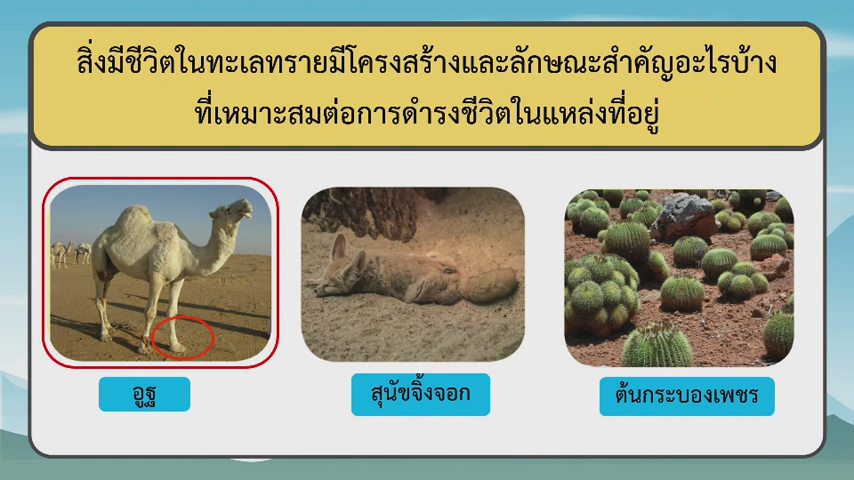 สิ่งมีชีวิตในทะเลทรายมีโครงสร้างและลักษณะสำคัญอะไรบ้าง
ที่เหมาะสมต่อการดำรงชีวิตในแหล่งที่อยู่
อูฐ
สุนัขจิ้งจอก
ต้นกระบองเพชร